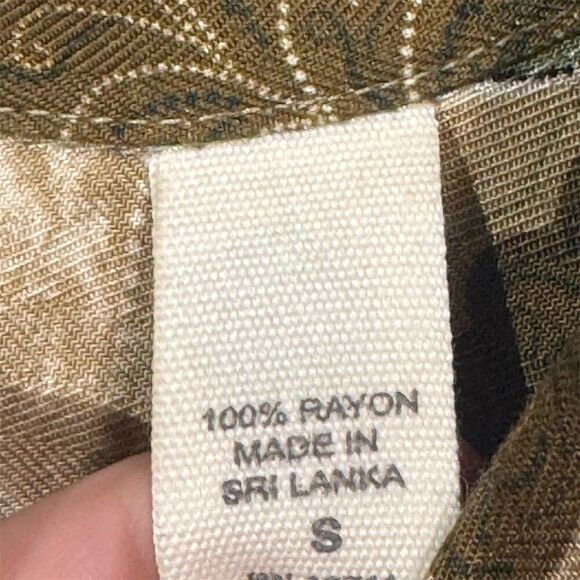 100% RAYON
MADE IN
SRI LANKA
S